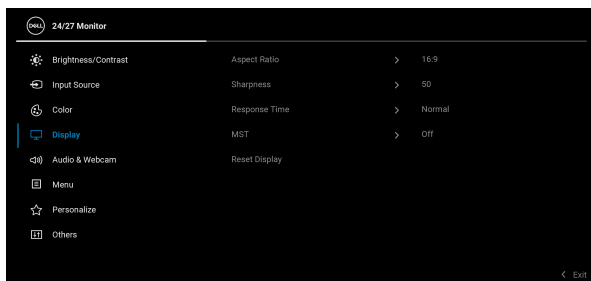 DELL 24/27 Monitor
Brightness/Contrast Aspect Ratio > 16:9
Input Source Sharpness > 50
Color Response Time > Normal
Display MST > Off
Audio & Webcam Reset Display
Menu
Personalize
Others
< Exit